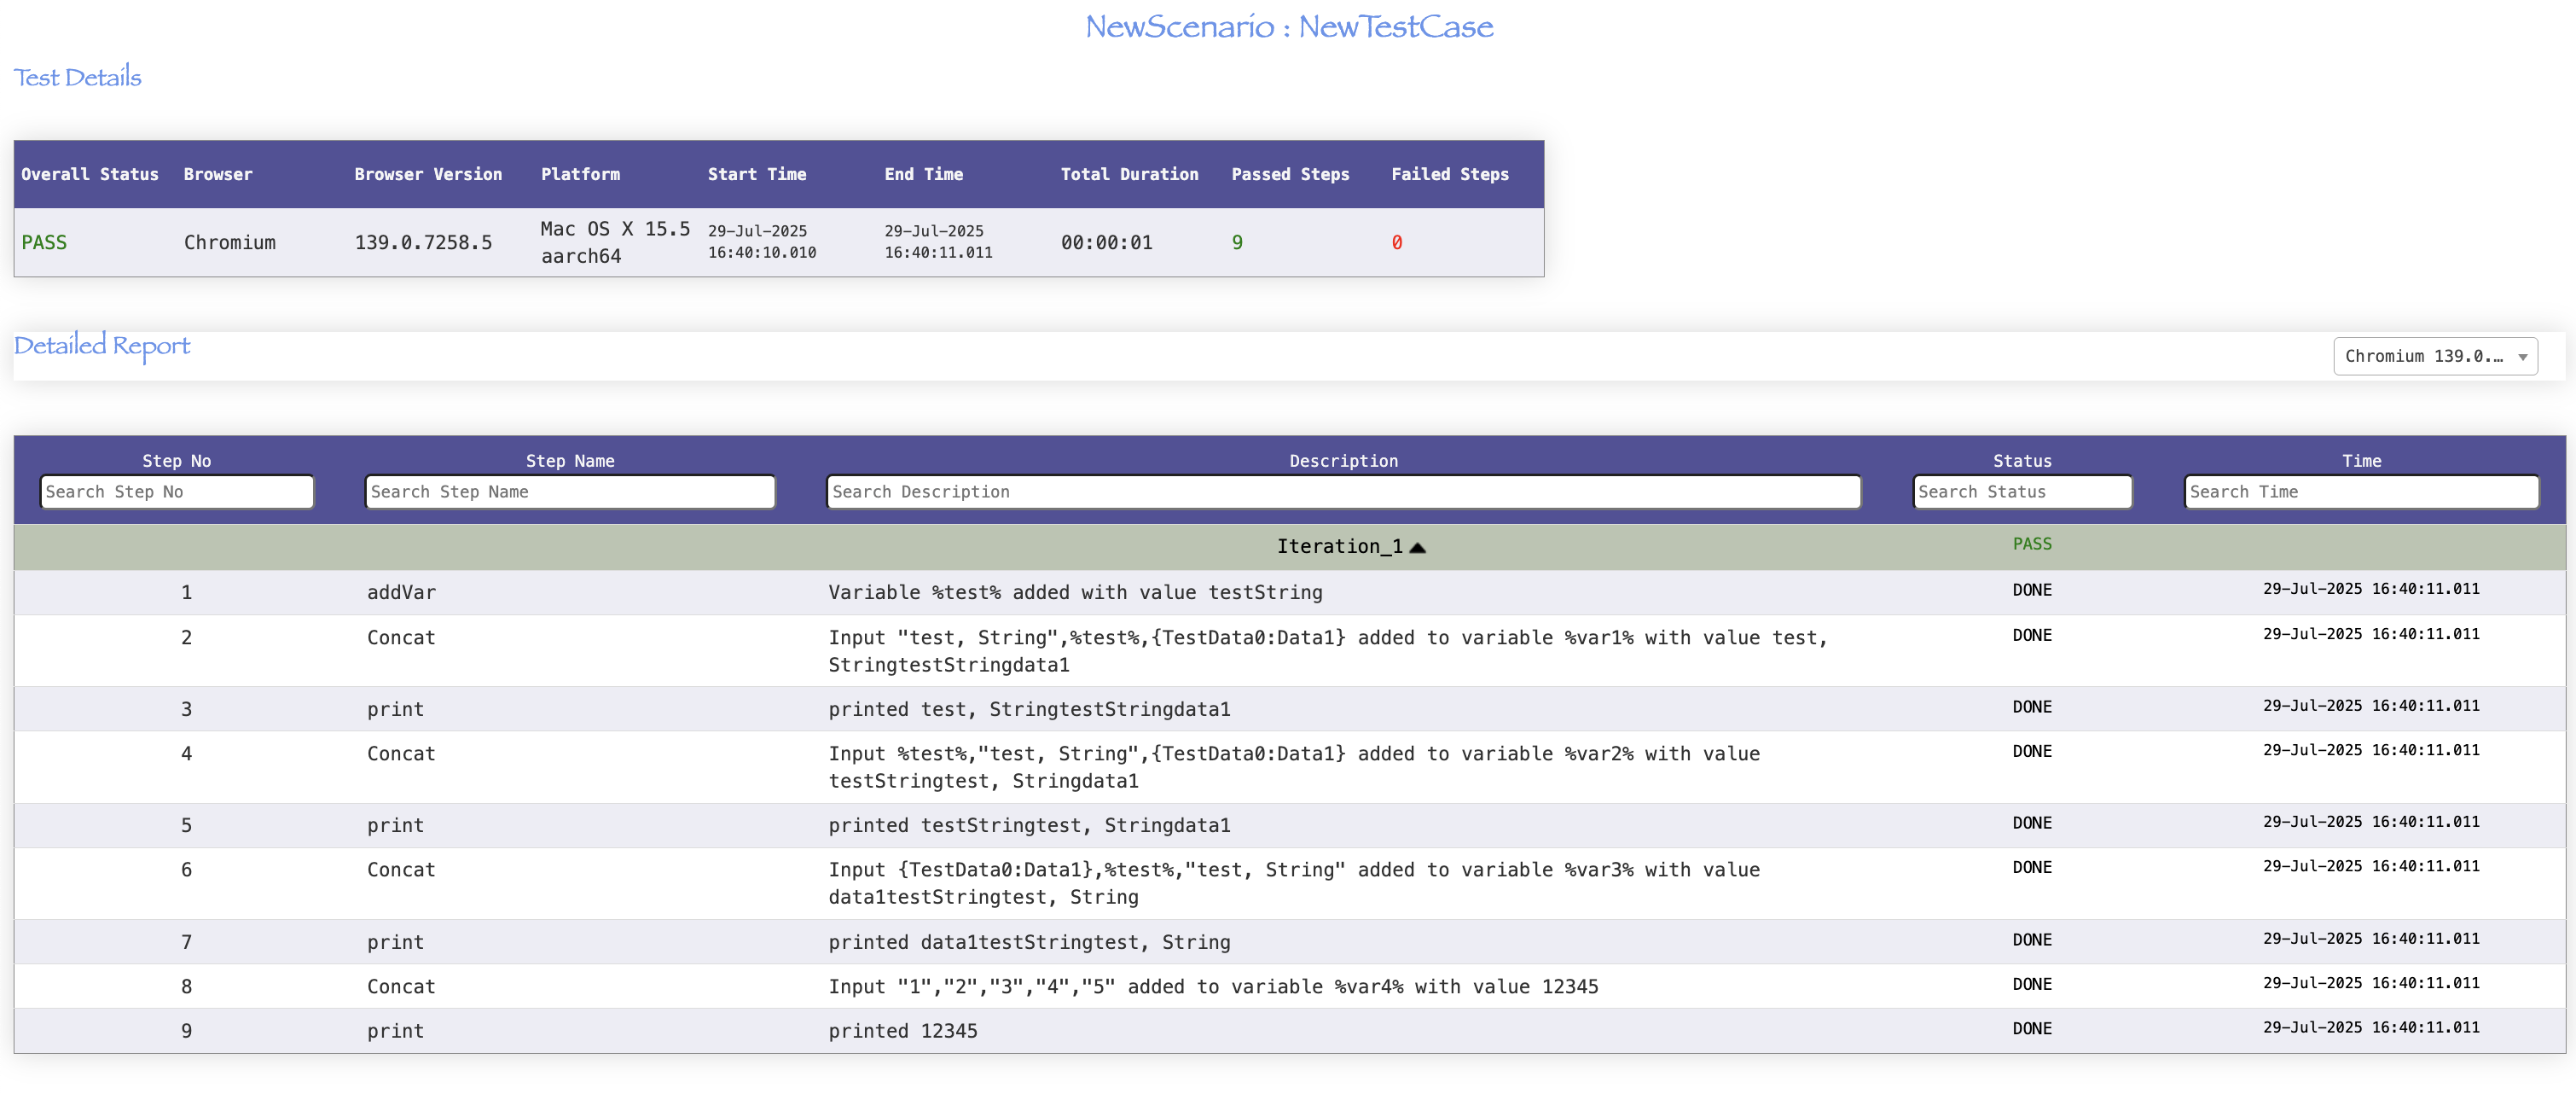 NewScenario : NewTestCase
Test Details
Overall Status Browser Browser Version Platform Start Time End Time Total Duration Passed Steps Failed Steps
PASS Chromium 139.0.7258.5 Mac OS X 15.5 aarch64 29-Jul-2025 16:40:10.010 29-Jul-2025 16:40:11.011 00:00:01 9 0
Detailed Report
Chromium 139.0....
Step No Step Name Description Status Time
Search Step No Search Step Name Search Description Search Status Search Time
Iteration_1 PASS
1 addVar Variable %test% added with value testString DONE 29-Jul-2025 16:40:11.011
2 Concat Input "test, String",%test%,{TestData0:Data1} added to variable %var1% with value test, DONE 29-Jul-2025 16:40:11.011
StringtestStringdata1
3 print printed test, StringtestStringdata1 DONE 29-Jul-2025 16:40:11.011
4 Concat Input %test%,"test, String",{TestData0:Data1} added to variable %var2% with value DONE 29-Jul-2025 16:40:11.011
testStringtest, Stringdata1
5 print printed testStringtest, Stringdata1 DONE 29-Jul-2025 16:40:11.011
6 Concat Input {TestData0:Data1},%test%,"test, String" added to variable %var3% with value DONE 29-Jul-2025 16:40:11.011
data1testStringtest, String
7 print printed data1testStringtest, String DONE 29-Jul-2025 16:40:11.011
8 Concat Input "1","2","3","4","5" added to variable %var4% with value 12345 DONE 29-Jul-2025 16:40:11.011
9 print printed 12345 DONE 29-Jul-2025 16:40:11.011